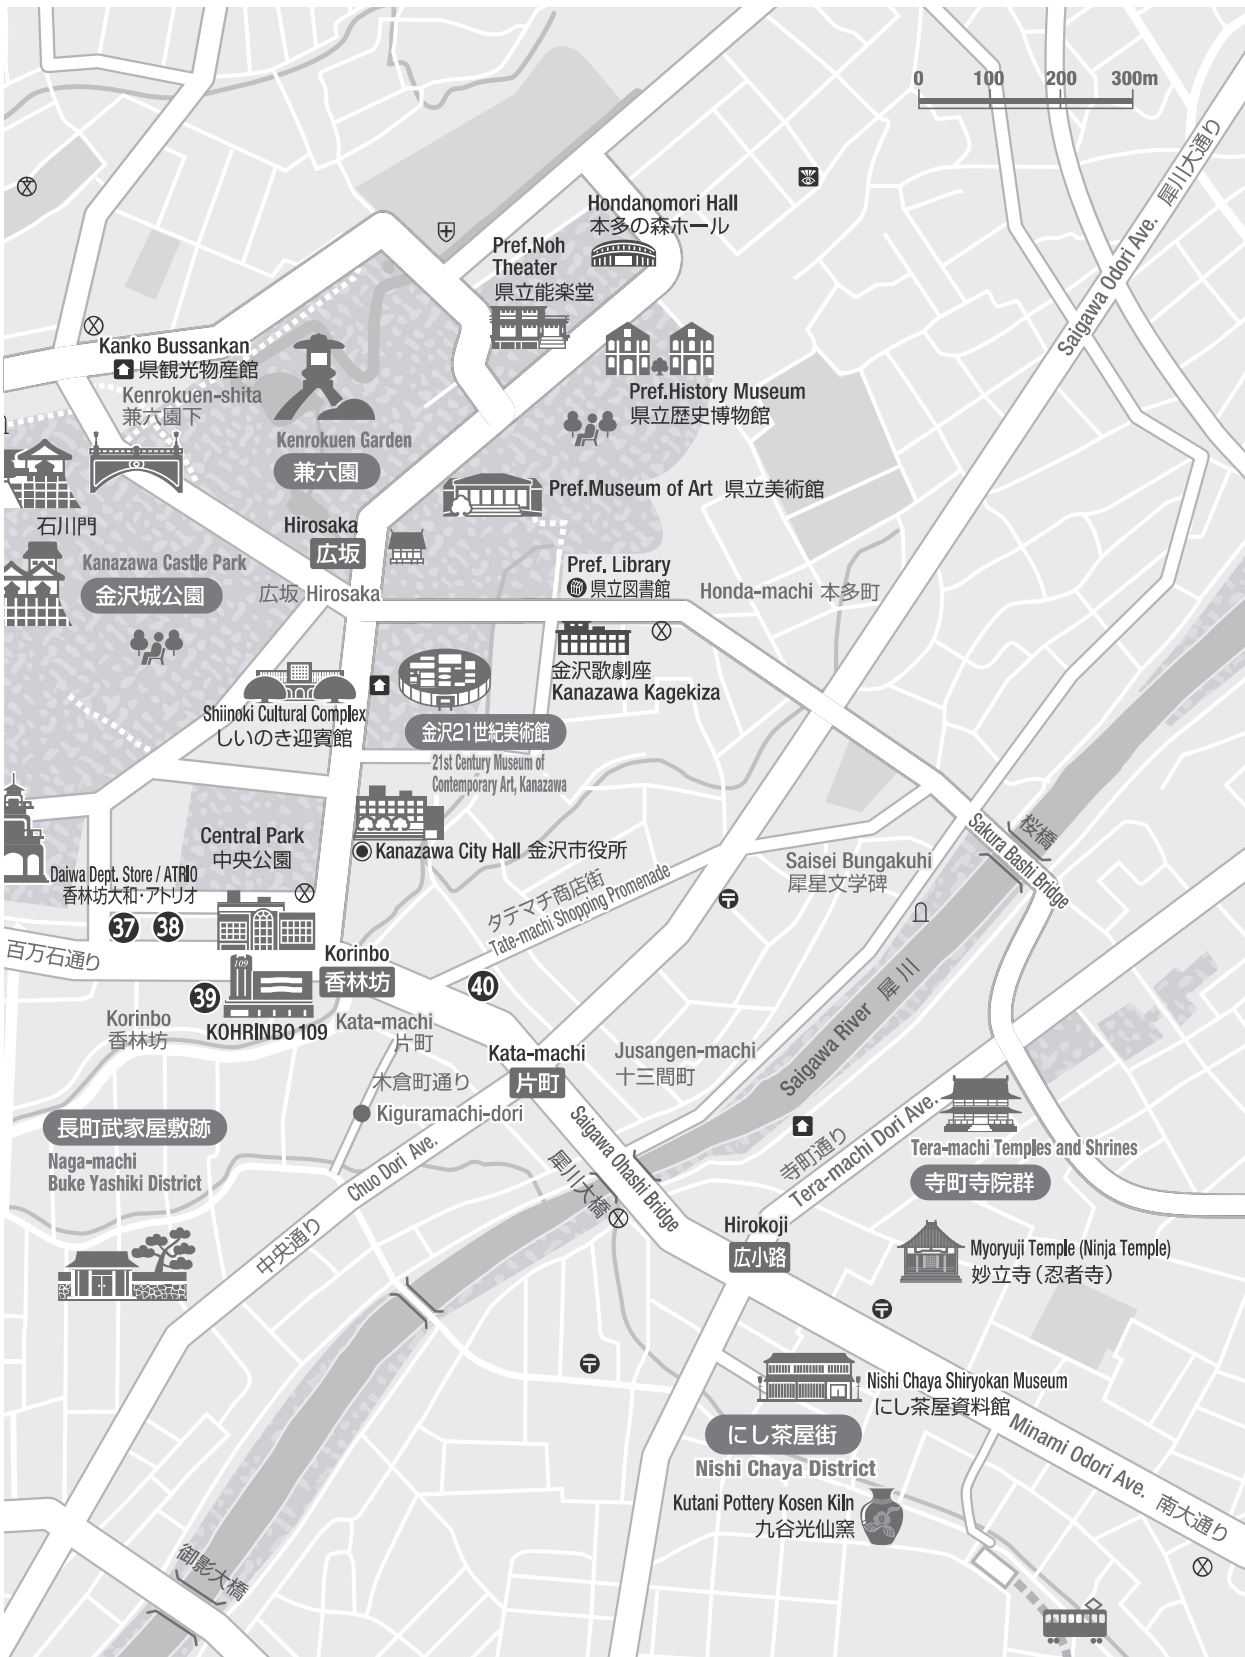 0 100 200 300m
犀川大通り
Saigawa Odori Ave.
Hondanomori Hall
本多の森ホール
Pref.Noh
Theater
県立能楽堂
Kanko Bussankan
県観光物産館
Kenrokuen-shita
兼六園下
Pref.History Museum
県立歴史博物館
Kenrokuen Garden
兼六園
Pref.Museum of Art 県立美術館
石川門
Hirosaka
広坂
Kanazawa Castle Park
金沢城公園
広坂 Hirosaka
Pref. Library
県立図書館
Honda-machi 本多町
金沢歌劇座
Kanazawa Kagekiza
Shiinoki Cultural Complex
しいのき迎賓館
金沢21世紀美術館
21st Century Museum of
Contemporary Art, Kanazawa
Central Park
中央公園
Kanazawa City Hall 金沢市役所
桜橋
Sakura Bashi Bridge
Saisei Bungakuhi
犀星文学碑
Daiwa Dept. Store / ATRIO
香林坊大和・アトリオ
37 38
タテマチ商店街
Tate-machi Shopping Promenade
百万石通り
Korinbo
香林坊
40
39
109
KOHRINBO 109
Korinbo
香林坊
Kata-machi
片町
Saigawa River 犀川
Kata-machi
片町
Jusangen-machi
十三間町
木倉町通り
Kiguramachi-dori
長町武家屋敷跡
Naga-machi
Buke Yashiki District
Chuo Dori Ave.
中央通り
Saigawa Ohashi Bridge
犀川大橋
寺町通り
Tera-machi Dori Ave.
Tera-machi Temples and Shrines
寺町寺院群
Hirokoji
広小路
Myoryuji Temple (Ninja Temple)
妙立寺(忍者寺)
Nishi Chaya Shiryokan Museum
にし茶屋資料館
にし茶屋街
Nishi Chaya District
Minami Odori Ave. 南大通り
Kutani Pottery Kosen Kiln
九谷光仙窯
御影大橋